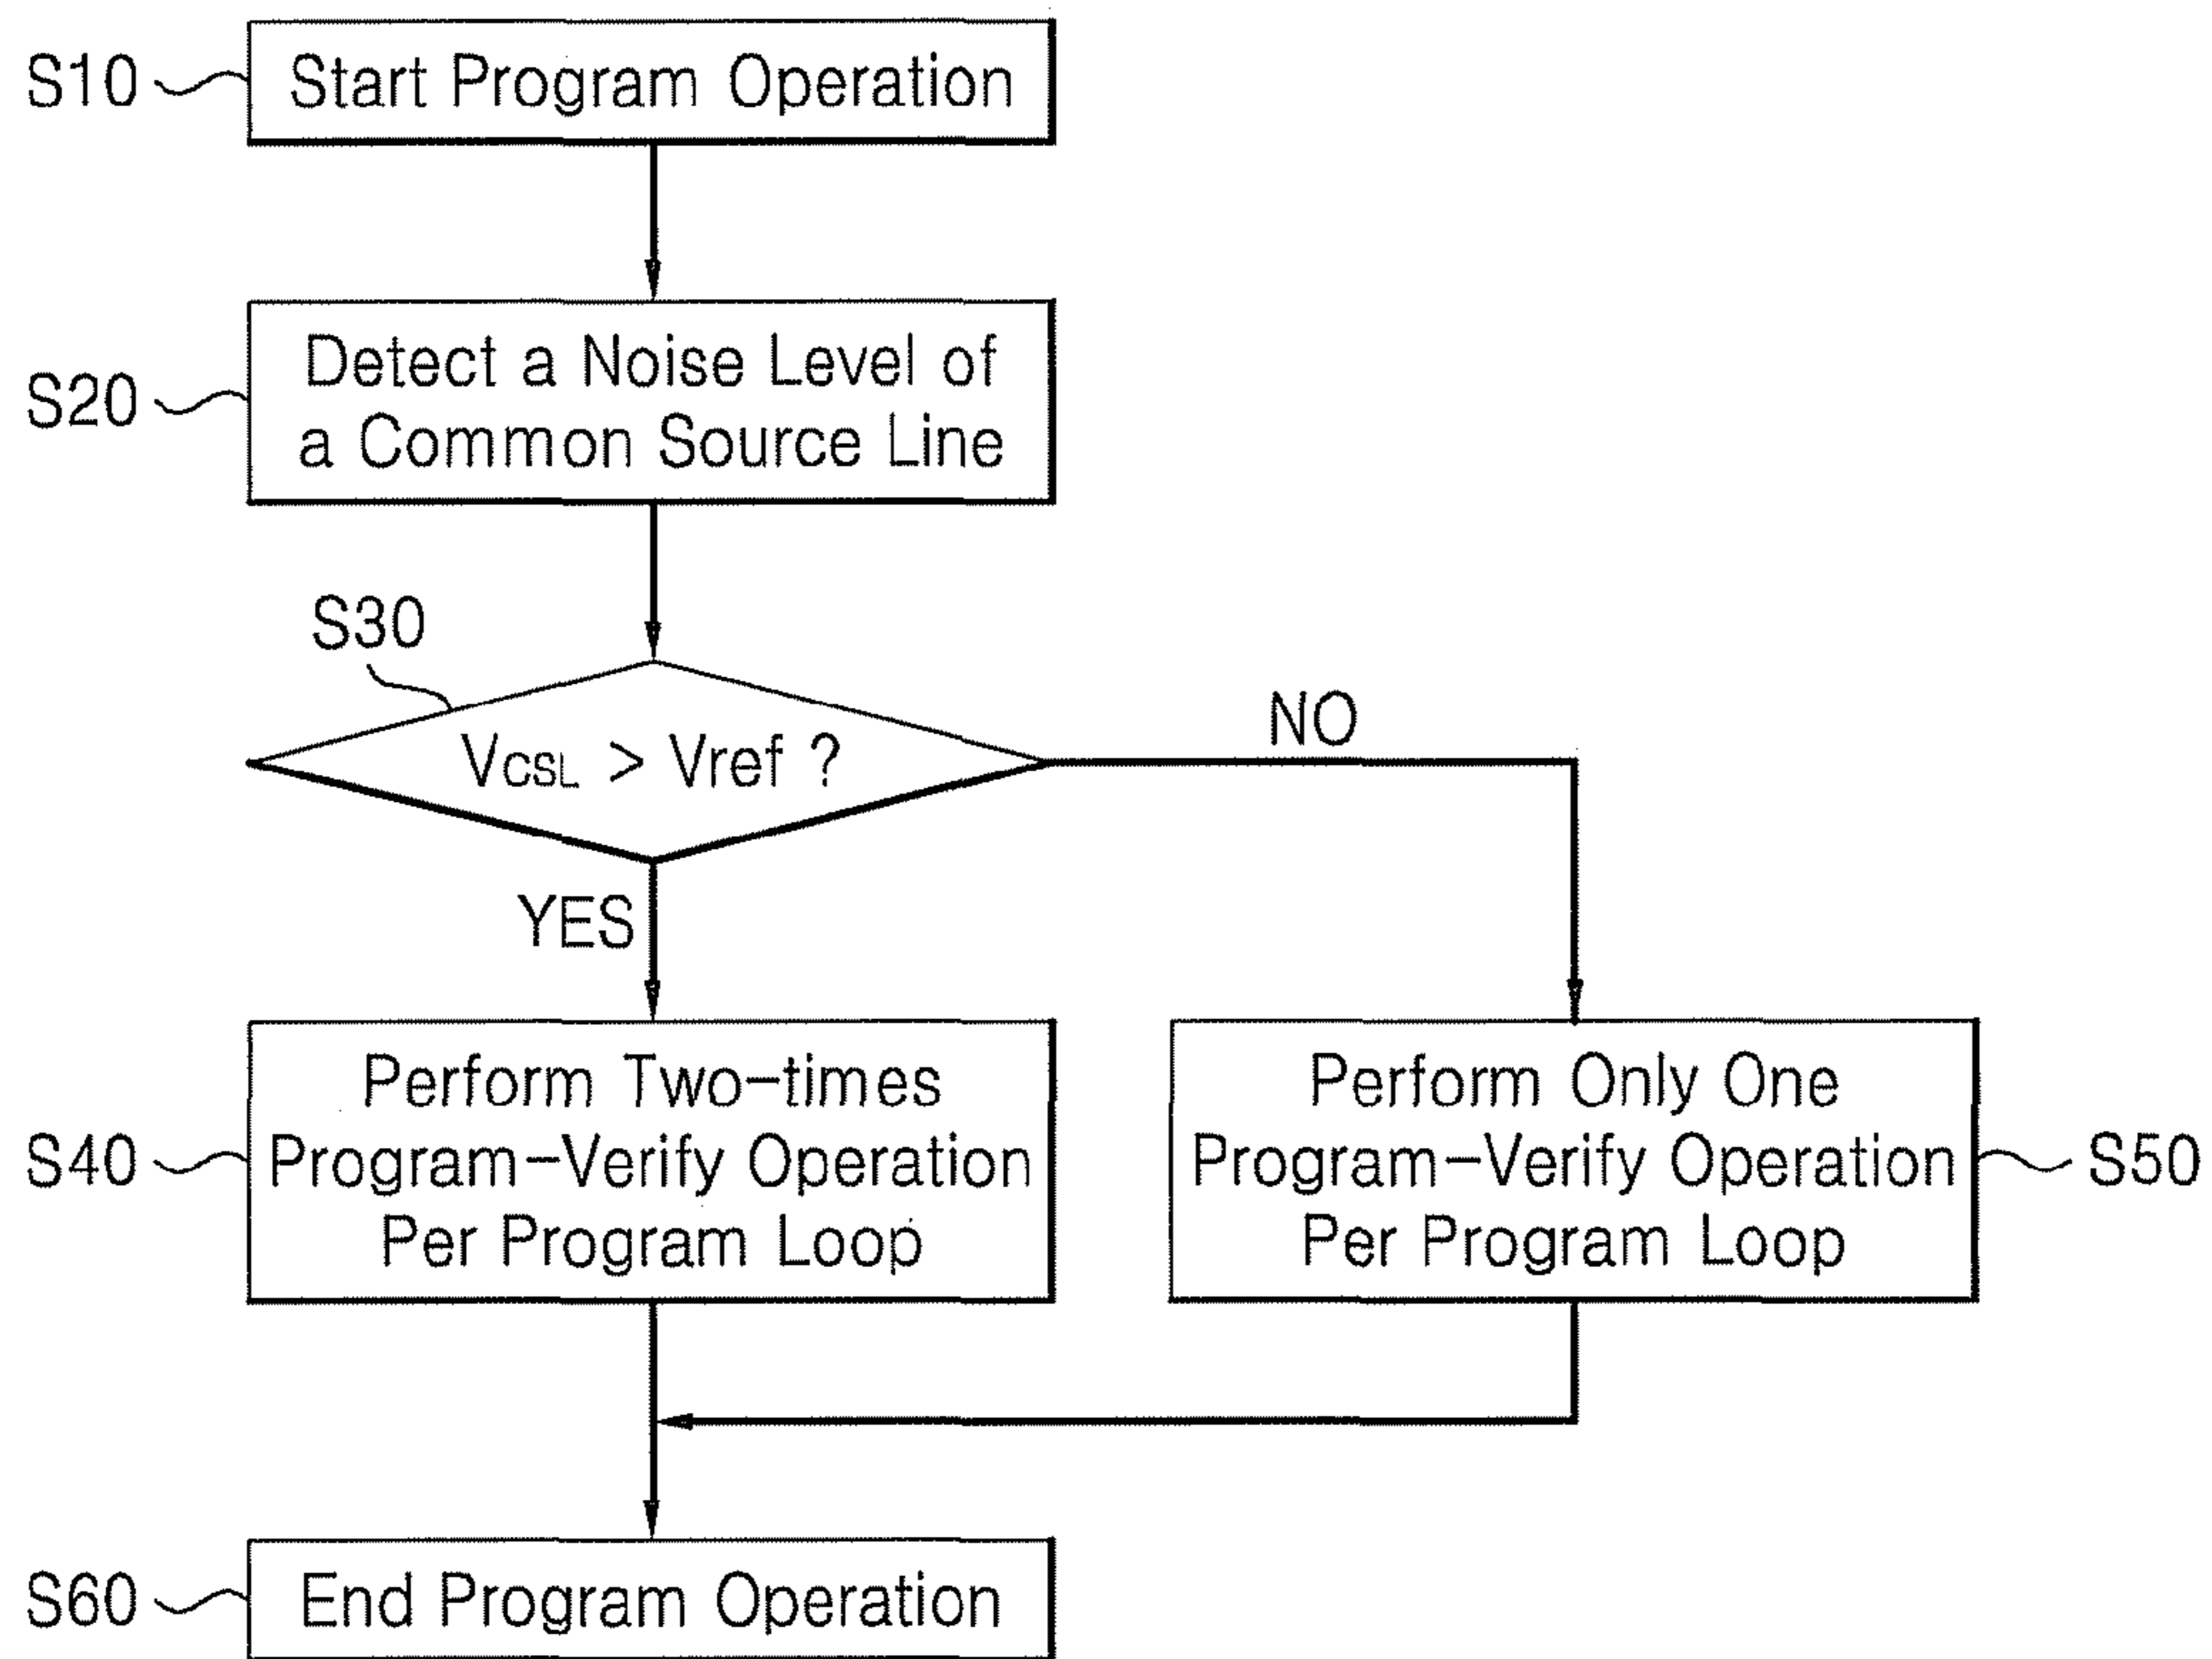 S10
Start Program Operation
S20
Detect a Noise Level of
a Common Source Line
S30
VCSL > Vref ?
NO
YES
S40
Perform Two-times
Program-Verify Operation
Per Program Loop
Perform Only One
Program-Verify Operation
Per Program Loop
S50
S60
End Program Operation